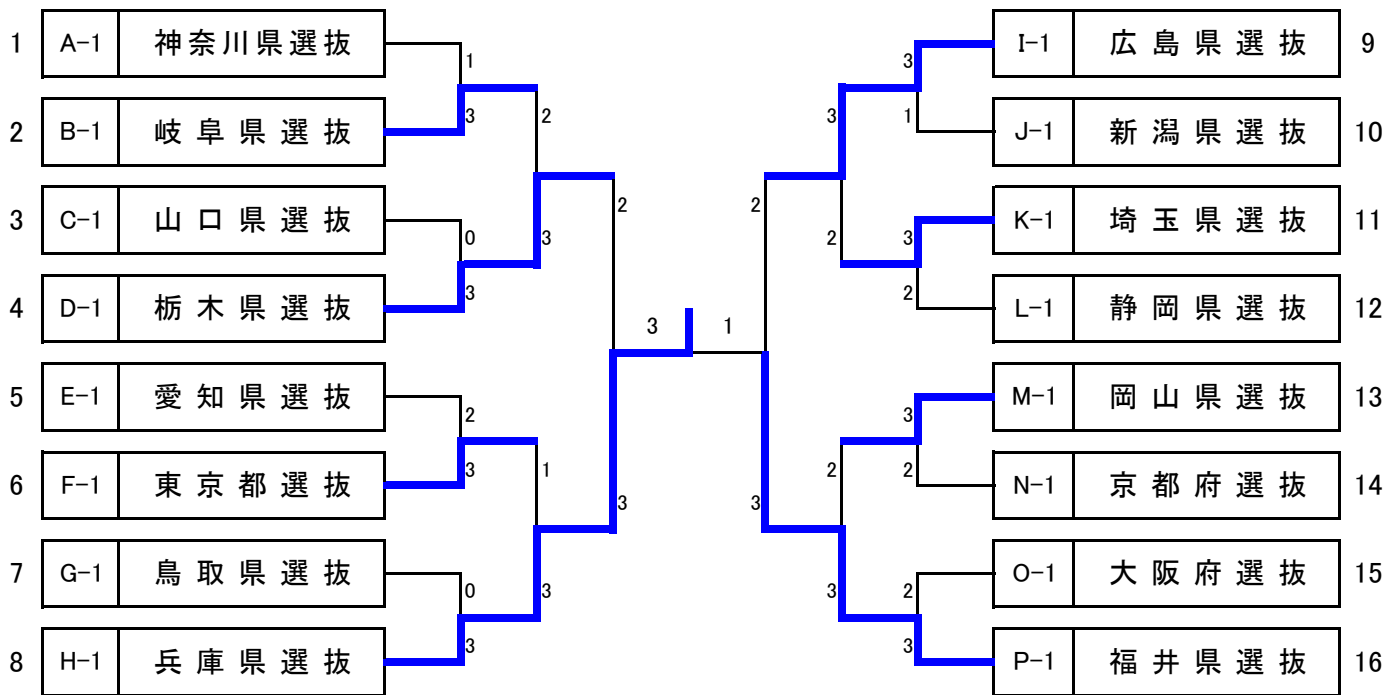 1 A-1 神奈川県選抜
1
3
2 B-1 岐阜県選抜
2
3 C-1 山口県選抜
0
3
3
4 D-1 栃木県選抜
2
5 E-1 愛知県選抜
2
3
6 F-1 東京都選抜
1
7 G-1 鳥取県選抜
0
3
3
8 H-1 兵庫県選抜
3
3 1
I-1 広島県選抜 9
3
1
J-1 新潟県選抜 10
3
K-1 埼玉県選抜 11
3
2
2
L-1 静岡県選抜 12
2
M-1 岡山県選抜 13
3
2
N-1 京都府選抜 14
2
O-1 大阪府選抜 15
2
3
3
P-1 福井県選抜 16
3